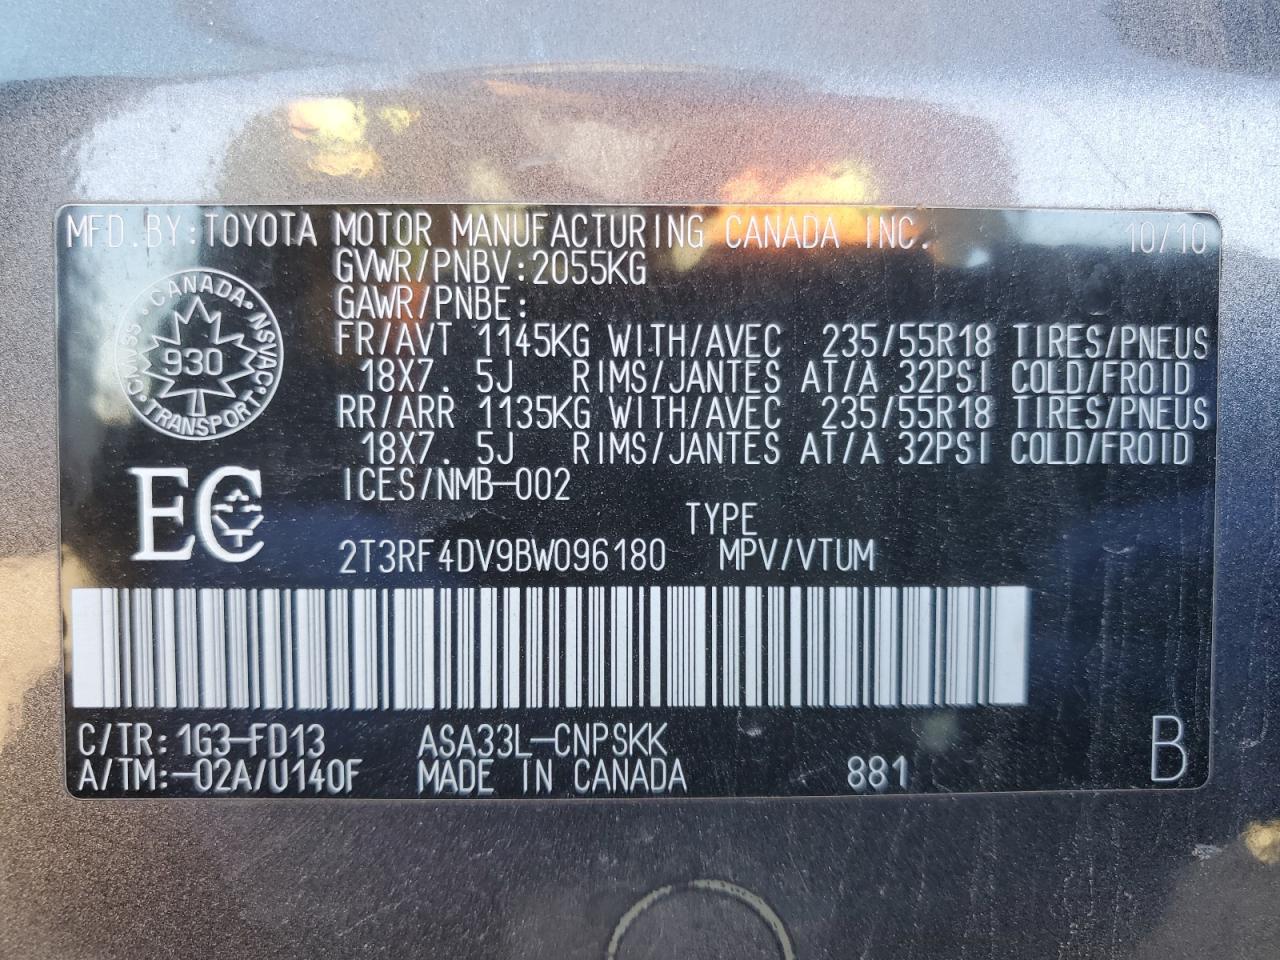 MFD.BY:TOYOTA MOTOR MANUFACTURING CANADA INC. 10/10
GVWR/PNBV:2055KG
GAWR/PNBE:
FR/AVT 1145KG WITH/AVEC 235/55R18 TIRES/PNEUS
18X7.5J RIMS/JANTES AT/A 32PSI COLD/FROID
RR/ARR 1135KG WITH/AVEC 235/55R18 TIRES/PNEUS
18X7.5J RIMS/JANTES AT/A 32PSI COLD/FROID
CANADA
CMVSS NSVAC
930
TRANSPORT
ICES/NMB-002
EC
TYPE
2T3RF4DV9BW096180 MPV/VTUM
C/TR:1G3-FD13 ASA33L-CNPSKK
A/TM:-02A/U140F MADE IN CANADA 881 B